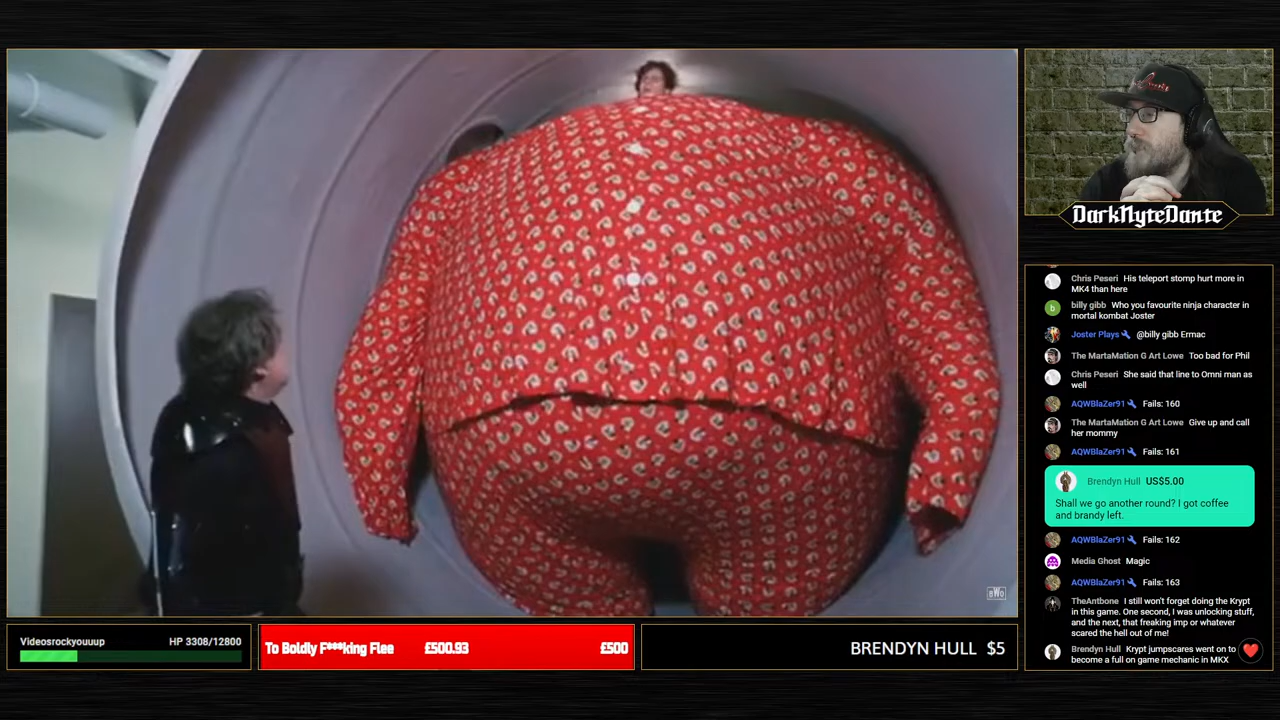 DarkNyteDante
Chris Peseri His teleport stomp hurt more in
MK4 than here
b
billy gibb Who you favourite ninja character in
mortal kombat Joster
Joster Plays @billy gibb Ermac
The MartaMation G Art Lowe Too bad for Phil
Chris Peseri She said that line to Omni man as
well
AQWBlaZer91 Fails: 160
The MartaMation G Art Lowe Give up and call
her mommy
AQWBlaZer91 Fails: 161
Brendyn Hull US$5.00
Shall we go another round? I got coffee
and brandy left.
AQWBlaZer91 Fails: 162
Media Ghost Magic
AQWBlaZer91 Fails: 163
TheAntbone I still won't forget doing the Krypt
in this game. One second, I was unlocking stuff,
and the next, that freaking imp or whatever
scared the hell out of me!
Brendyn Hull Krypt jumpscares went on to
become a full on game mechanic in MKX
BWO
Videosrockyouuup HP 3308/12800
To Boldly F***king Flee £500.93 £500
BRENDYN HULL $5